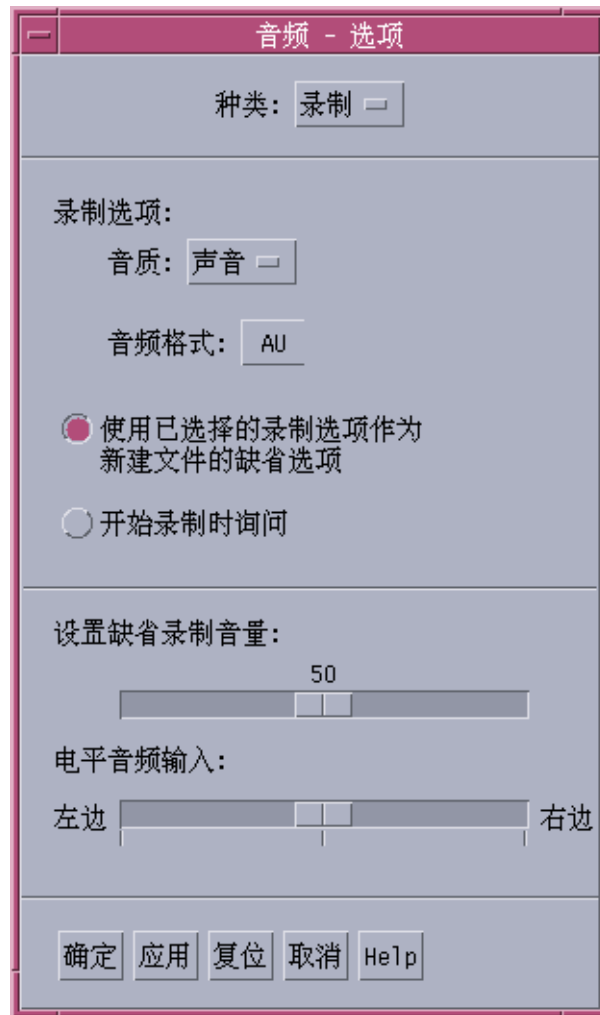 音频 - 选项
种类: 录制
录制选项:
音质: 声音
音频格式: AU
使用已选择的录制选项作为
新建文件的缺省选项
开始录制时询问
设置缺省录制音量:
50
电平音频输入:
左边 右边
确定 应用 复位 取消 Help